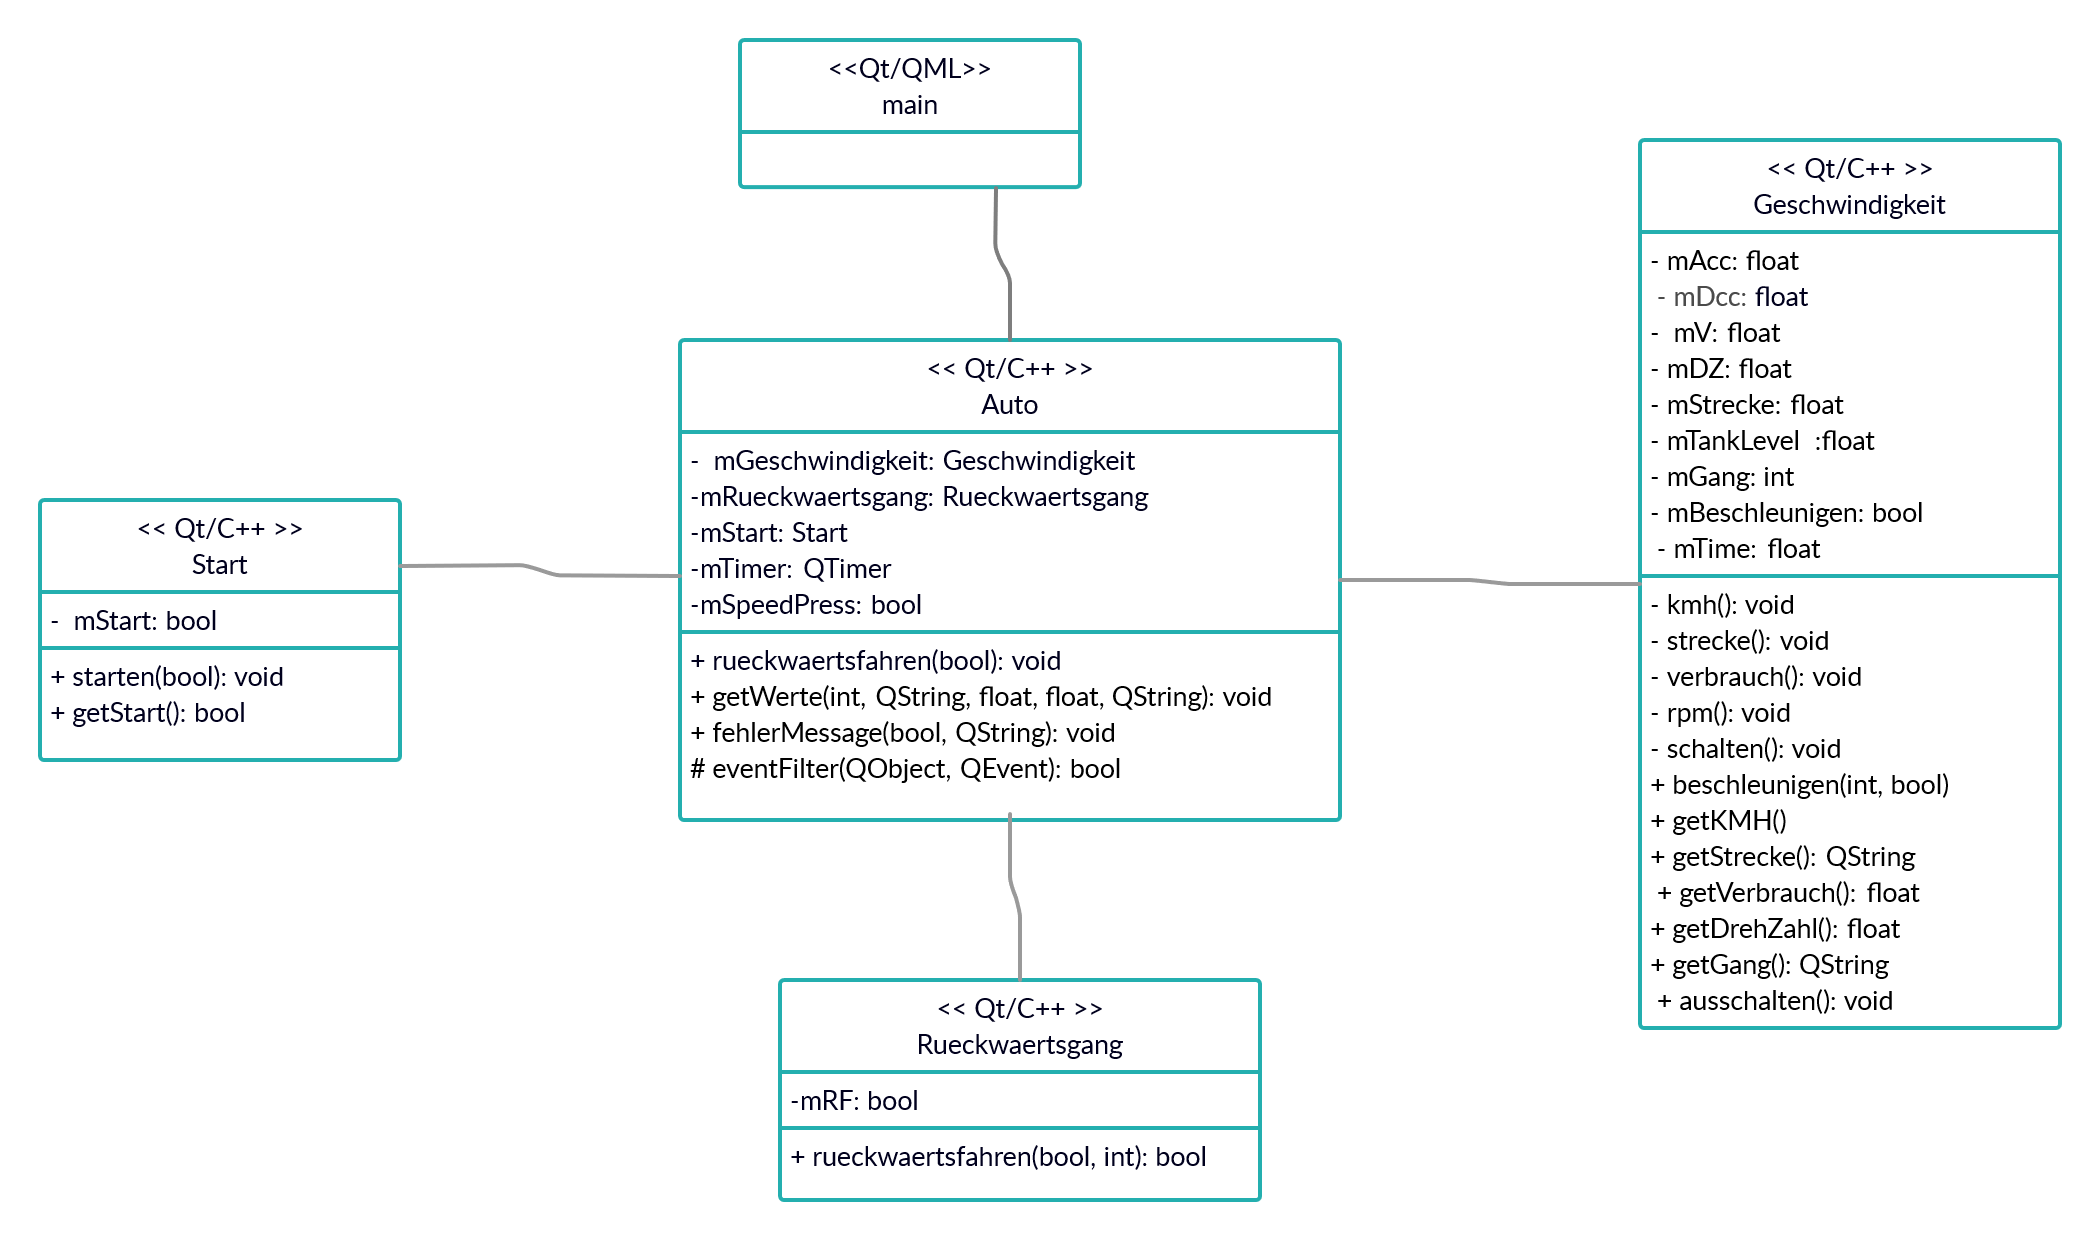 <<Qt/QML>>
main
<< Qt/C++ >>
Start
-  mStart: bool
+ starten(bool): void
+ getStart(): bool
<< Qt/C++ >>
Auto
-  mGeschwindigkeit: Geschwindigkeit
-mRueckwaertsgang: Rueckwaertsgang
-mStart: Start
-mTimer: QTimer
-mSpeedPress: bool
+ rueckwaertsfahren(bool): void
+ getWerte(int, QString, float, float, QString): void
+ fehlerMessage(bool, QString): void
# eventFilter(QObject, QEvent): bool
<< Qt/C++ >>
Rueckwaertsgang
-mRF: bool
+ rueckwaertsfahren(bool, int): bool
<< Qt/C++ >>
Geschwindigkeit
- mAcc: float
- mDcc: float
-  mV: float
- mDZ: float
- mStrecke: float
- mTankLevel  :float
- mGang: int
- mBeschleunigen: bool
- mTime: float
- kmh(): void
- strecke(): void
- verbrauch(): void
- rpm(): void
- schalten(): void
+ beschleunigen(int, bool)
+ getKMH()
+ getStrecke(): QString
+ getVerbrauch(): float
+ getDrehZahl(): float
+ getGang(): QString
+ ausschalten(): void